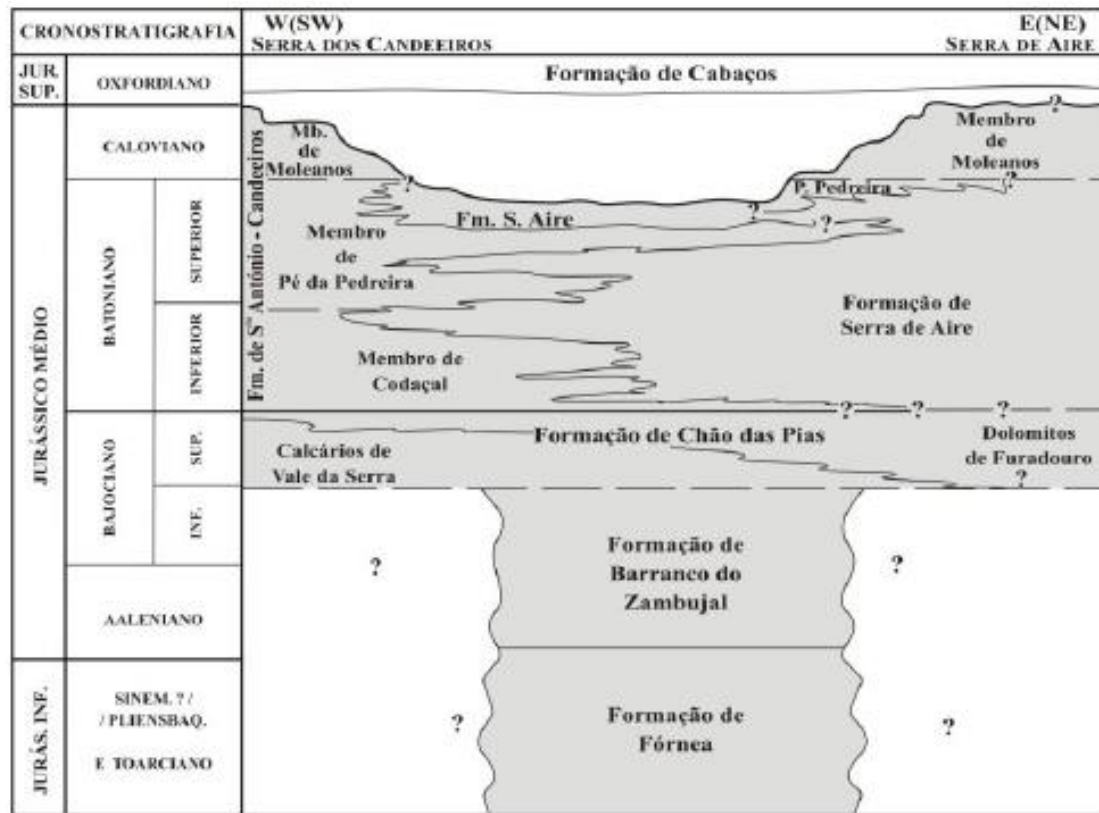 CRONOSTRATIGRAFIA
W(SW)
SERRA DOS CANDEEIROS
E(NE)
SERRA DE AIRE
JUR.
SUP.
OXFORDIANO
Formação de Cabaços
JURÁSSICO MÉDIO
CALOVIANO
Fm. de Sto António - Candeeiros
Mb.
de
Moleanos
?
Membro
de
Moleanos
BATONIANO
SUPERIOR
?
P. Pedreira
?
Fm. S. Aire
?
?
Membro
de
Pé da Pedreira
INFERIOR
Formação de
Serra de Aire
Membro de
Codaçal
? ? ?
BAJOCIANO
SUP.
Formação de Chão das Pias
Calcários de
Vale da Serra
Dolomitos
de Furadouro
?
INF.
?
Formação de
Barranco do
Zambujal
?
AALENIANO
JURÁS. INF.
SINEM. ? /
/ PLIENSBAQ.
E TOARCIANO
?
Formação de
Fórnea
?